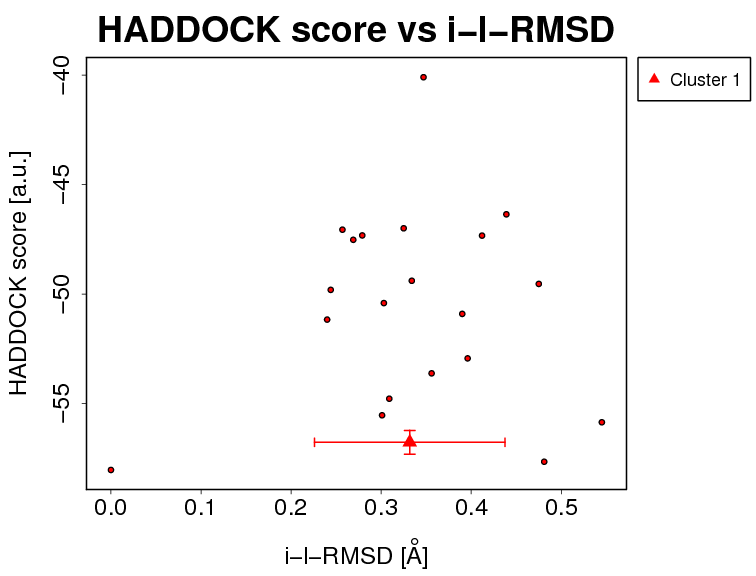 HADDOCK score vs i−l−RMSD
Cluster 1
HADDOCK score [a.u.]
−40
−45
−50
−55
0.0 0.1 0.2 0.3 0.4 0.5
i−l−RMSD [Å]